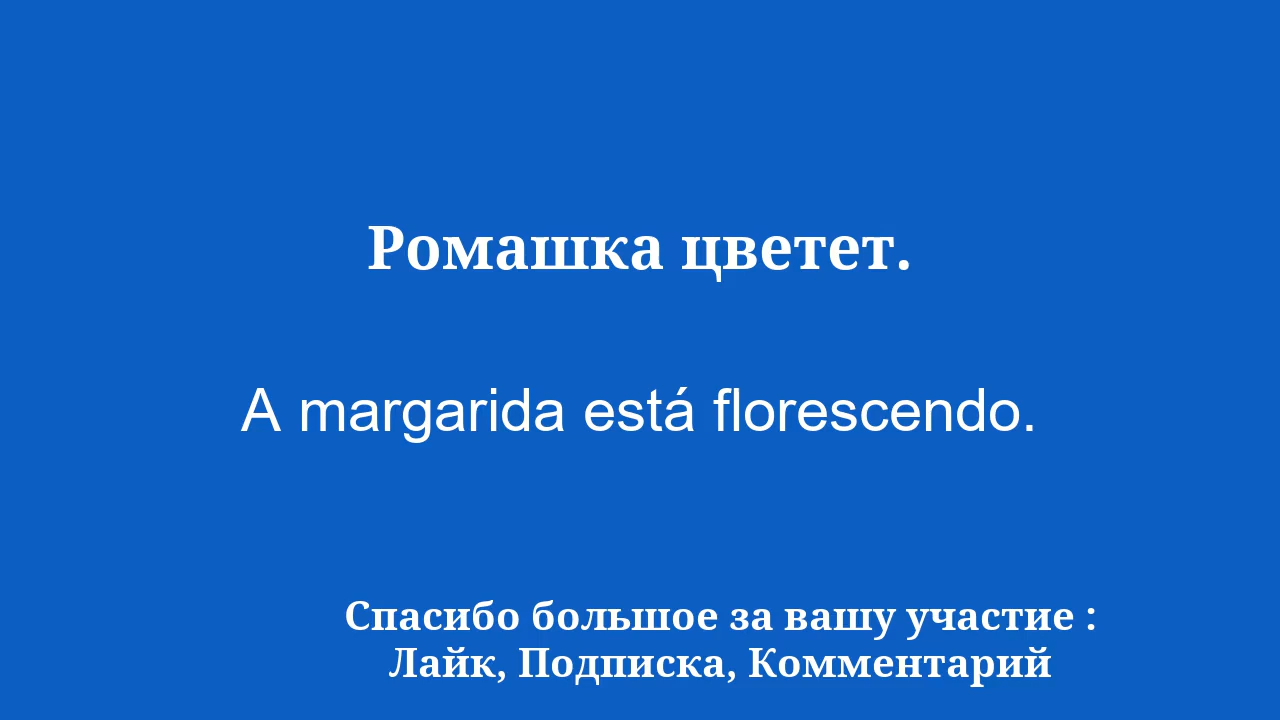 Ромашка цветет.
A margarida está florescendo.
Спасибо большое за вашу участие :
Лайк, Подписка, Комментарий